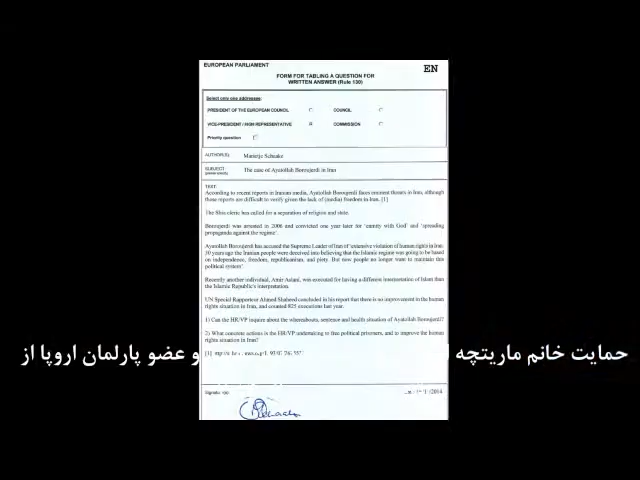 EUROPEAN PARLIAMENT
EN
FORM FOR TABLING A QUESTION FOR
WRITTEN ANSWER (Rule 130)
Select only one addressee:
PRESIDENT OF THE EUROPEAN COUNCIL COUNCIL
VICE-PRESIDENT / HIGH REPRESENTATIVE COMMISSION
Priority question
AUTHOR(S): Marietje Schaake
SUBJECT: The case of Ayatollah Boroujerdi in Iran
TEXT:
According to recent reports in Iranian media, Ayatollah Boroujerdi faces eminent threats in Iran, although
those reports are difficult to verify given the lack of (media) freedom in Iran. [1]
The Shia cleric has called for a separation of religion and state.
Boroujerdi was arrested in 2006 and convicted one year later for 'enmity with God' and 'spreading
propaganda against the regime'.
Ayatollah Boroujerdi has accused the Supreme Leader of Iran of 'extensive violation of human rights in Iran.
30 years ago the Iranian people were deceived into believing that the Islamic regime was going to be based
on independence, freedom, republicanism, and piety. But now people no longer want to maintain this
political system'.
Recently another individual, Amir Aslani, was executed for having a different interpretation of Islam than
the Islamic Republic's interpretation.
UN Special Rapporteur Ahmed Shaheed concluded in his report that there is no improvement in the human
rights situation in Iran, and counted 825 executions last year.
1) Can the HR/VP inquire about the whereabouts, sentence and health situation of Ayatollah Boroujerdi?
2) What concrete actions is the HR/VP undertaking to free political prisoners, and to improve the human
rights situation in Iran?
[1]
حمایت خانم ماریتچه و عضو پارلمان اروپا از
Signature(s):
2014